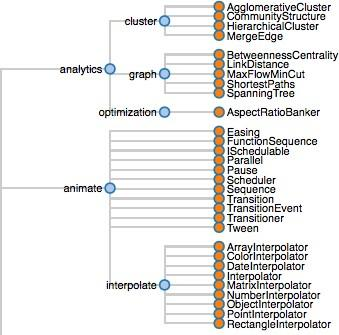 cluster
AgglomerativeCluster
CommunityStructure
HierarchicalCluster
MergeEdge
analytics
graph
BetweennessCentrality
LinkDistance
MaxFlowMinCut
ShortestPaths
SpanningTree
optimization
AspectRatioBanker
animate
Easing
FunctionSequence
ISchedulable
Parallel
Pause
Scheduler
Sequence
Transition
TransitionEvent
Transitioner
Tween
interpolate
ArrayInterpolator
ColorInterpolator
DateInterpolator
Interpolator
MatrixInterpolator
NumberInterpolator
ObjectInterpolator
PointInterpolator
RectangleInterpolator